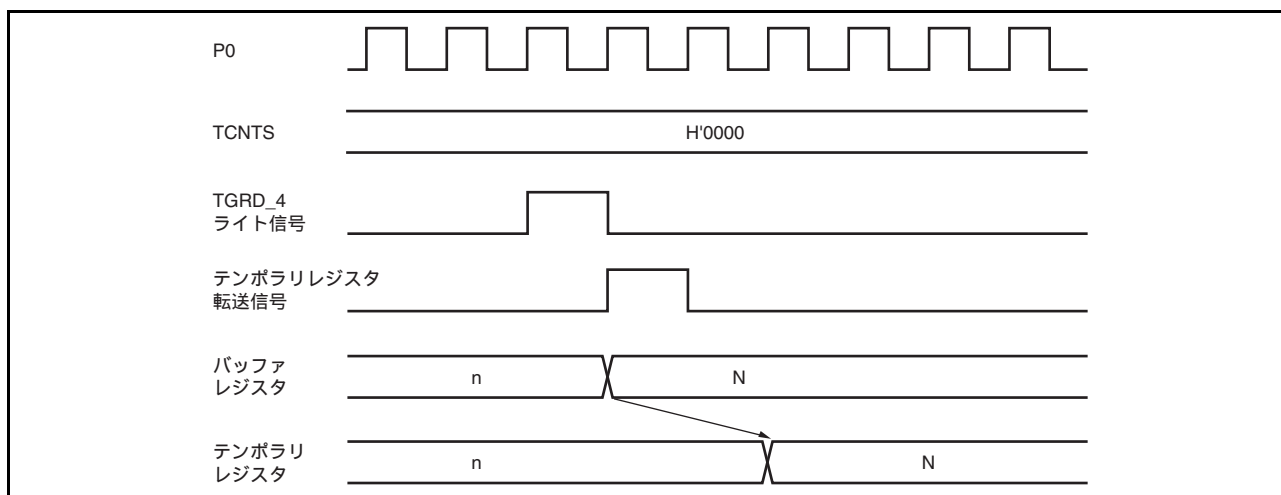 P0
TCNTS
H'0000
TGRD_4
ライト信号
テンポラリレジスタ
転送信号
バッファ
レジスタ
n
N
テンポラリ
レジスタ
n
N